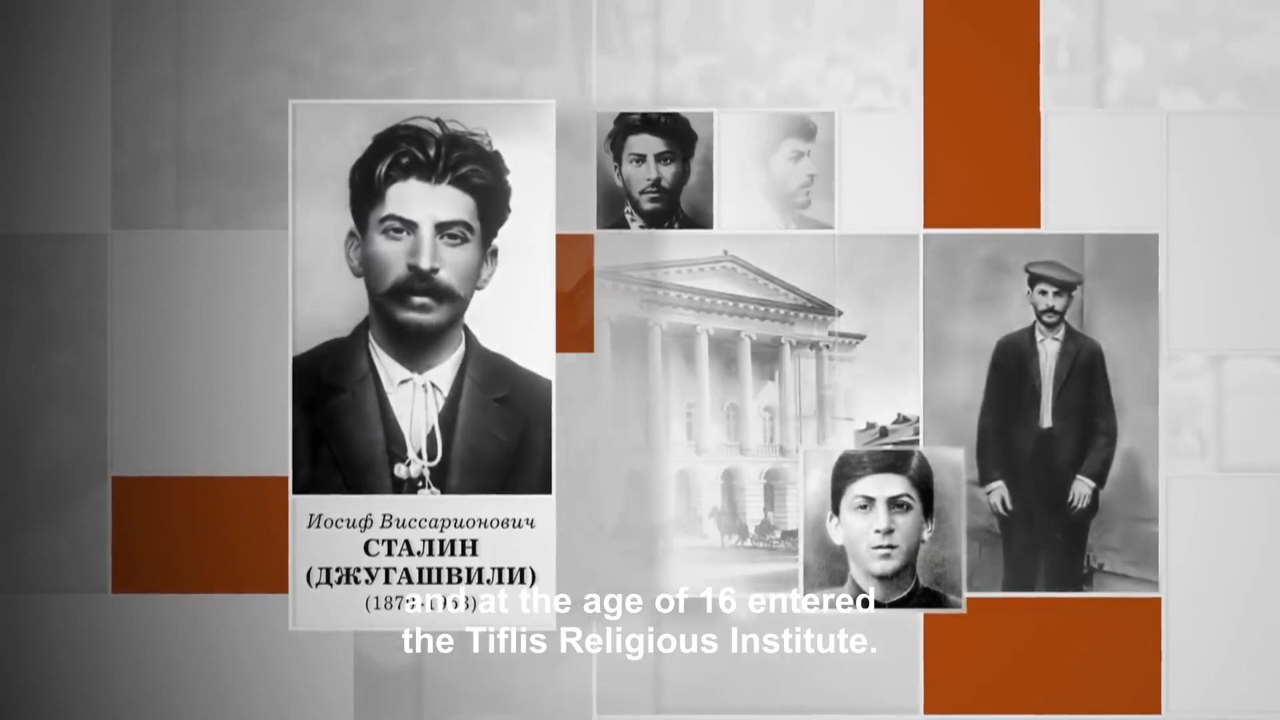 Иосиф Виссарионович
СТАЛИН
(ДЖУГАШВИЛИ)
and at the age of 16 entered
the Tiflis Religious Institute.